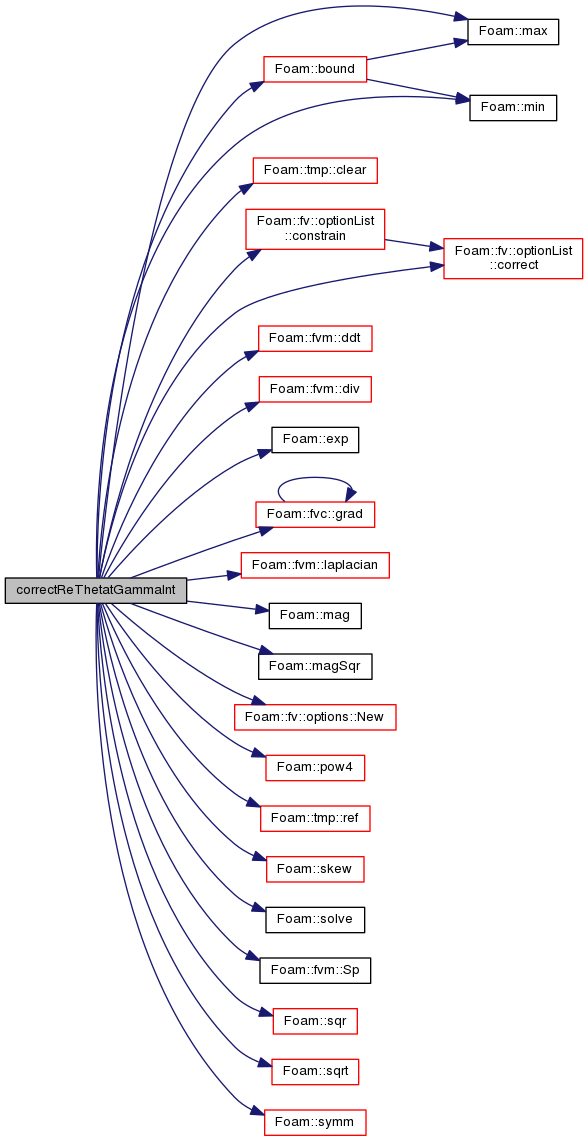 Foam::max
Foam::bound
Foam::min
Foam::tmp::clear
Foam::fv::optionList
::constrain
Foam::fv::optionList
::correct
Foam::fvm::ddt
Foam::fvm::div
Foam::exp
Foam::fvc::grad
Foam::fvm::laplacian
correctReThetatGammaInt
Foam::mag
Foam::magSqr
Foam::fv::options::New
Foam::pow4
Foam::tmp::ref
Foam::skew
Foam::solve
Foam::fvm::Sp
Foam::sqr
Foam::sqrt
Foam::symm